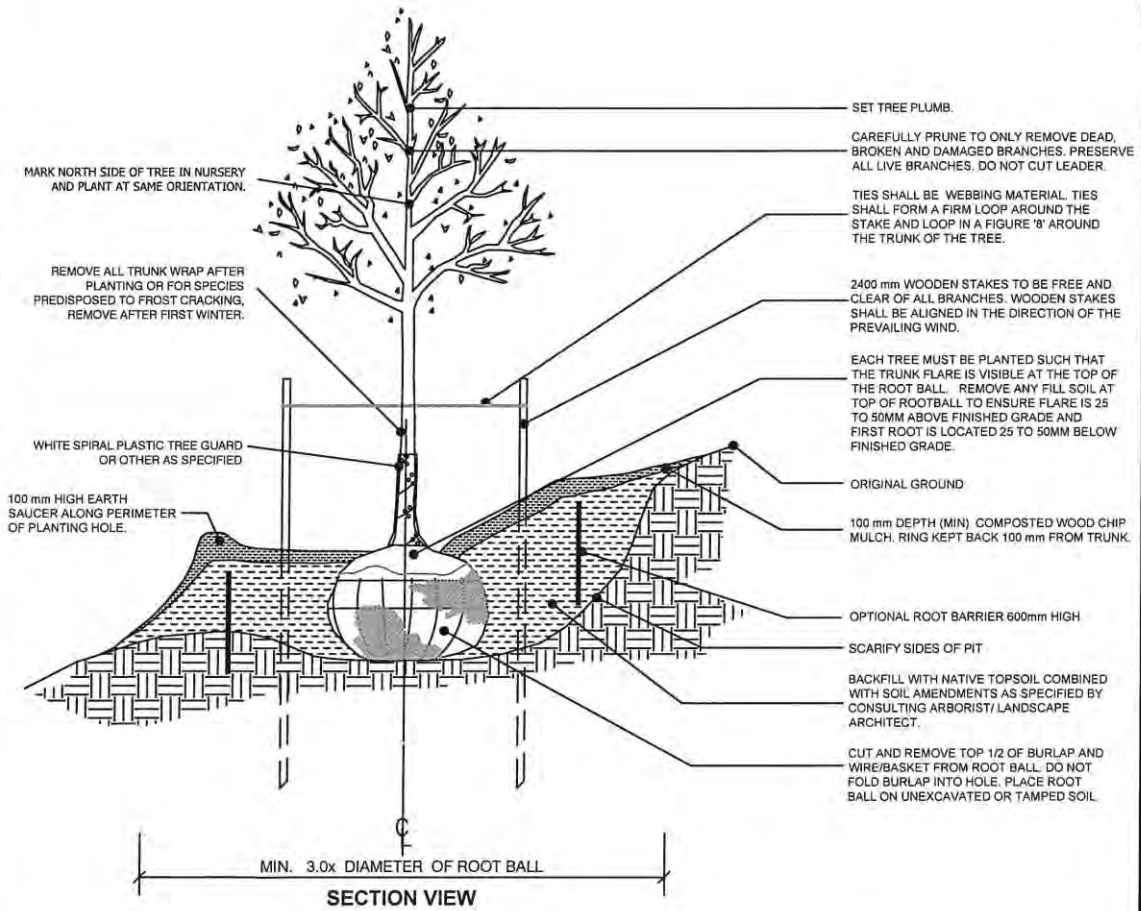 MARK NORTH SIDE OF TREE IN NURSERY
AND PLANT AT SAME ORIENTATION.
REMOVE ALL TRUNK WRAP AFTER
PLANTING OR FOR SPECIES
PREDISPOSED TO FROST CRACKING,
REMOVE AFTER FIRST WINTER.
WHITE SPIRAL PLASTIC TREE GUARD
OR OTHER AS SPECIFIED
100 mm HIGH EARTH
SAUCER ALONG PERIMETER
OF PLANTING HOLE.
SET TREE PLUMB.
CAREFULLY PRUNE TO ONLY REMOVE DEAD,
BROKEN AND DAMAGED BRANCHES. PRESERVE
ALL LIVE BRANCHES. DO NOT CUT LEADER.
TIES SHALL BE WEBBING MATERIAL. TIES
SHALL FORM A FIRM LOOP AROUND THE
STAKE AND LOOP IN A FIGURE '8' AROUND
THE TRUNK OF THE TREE.
2400 mm WOODEN STAKES TO BE FREE AND
CLEAR OF ALL BRANCHES. WOODEN STAKES
SHALL BE ALIGNED IN THE DIRECTION OF THE
PREVAILING WIND.
EACH TREE MUST BE PLANTED SUCH THAT
THE TRUNK FLARE IS VISIBLE AT THE TOP OF
THE ROOT BALL. REMOVE ANY FILL SOIL AT
TOP OF ROOTBALL TO ENSURE FLARE IS 25
TO 50MM ABOVE FINISHED GRADE AND
FIRST ROOT IS LOCATED 25 TO 50MM BELOW
FINISHED GRADE.
ORIGINAL GROUND
100 mm DEPTH (MIN) COMPOSTED WOOD CHIP
MULCH. RING KEPT BACK 100 mm FROM TRUNK.
OPTIONAL ROOT BARRIER 600mm HIGH
SCARIFY SIDES OF PIT
BACKFILL WITH NATIVE TOPSOIL COMBINED
WITH SOIL AMENDMENTS AS SPECIFIED BY
CONSULTING ARBORIST/ LANDSCAPE
ARCHITECT.
CUT AND REMOVE TOP 1/2 OF BURLAP AND
WIRE/BASKET FROM ROOT BALL. DO NOT
FOLD BURLAP INTO HOLE. PLACE ROOT
BALL ON UNEXCAVATED OR TAMPED SOIL
℄
MIN. 3.0x DIAMETER OF ROOT BALL
SECTION VIEW